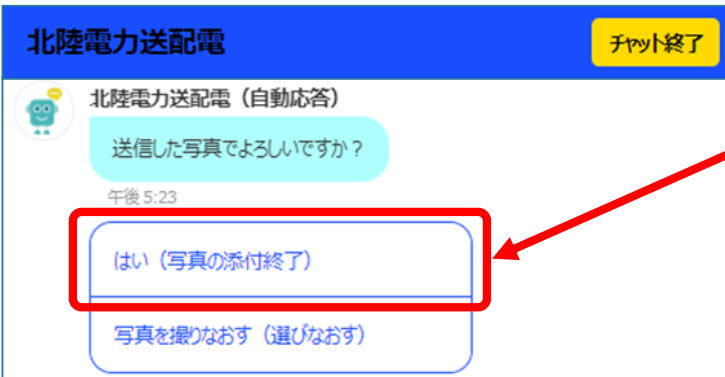 北陸電力送配電
チャット終了
北陸電力送配電（自動応答）
送信した写真でよろしいですか？
午後 5:23
はい（写真の添付終了）
写真を撮りなおす（選びなおす）